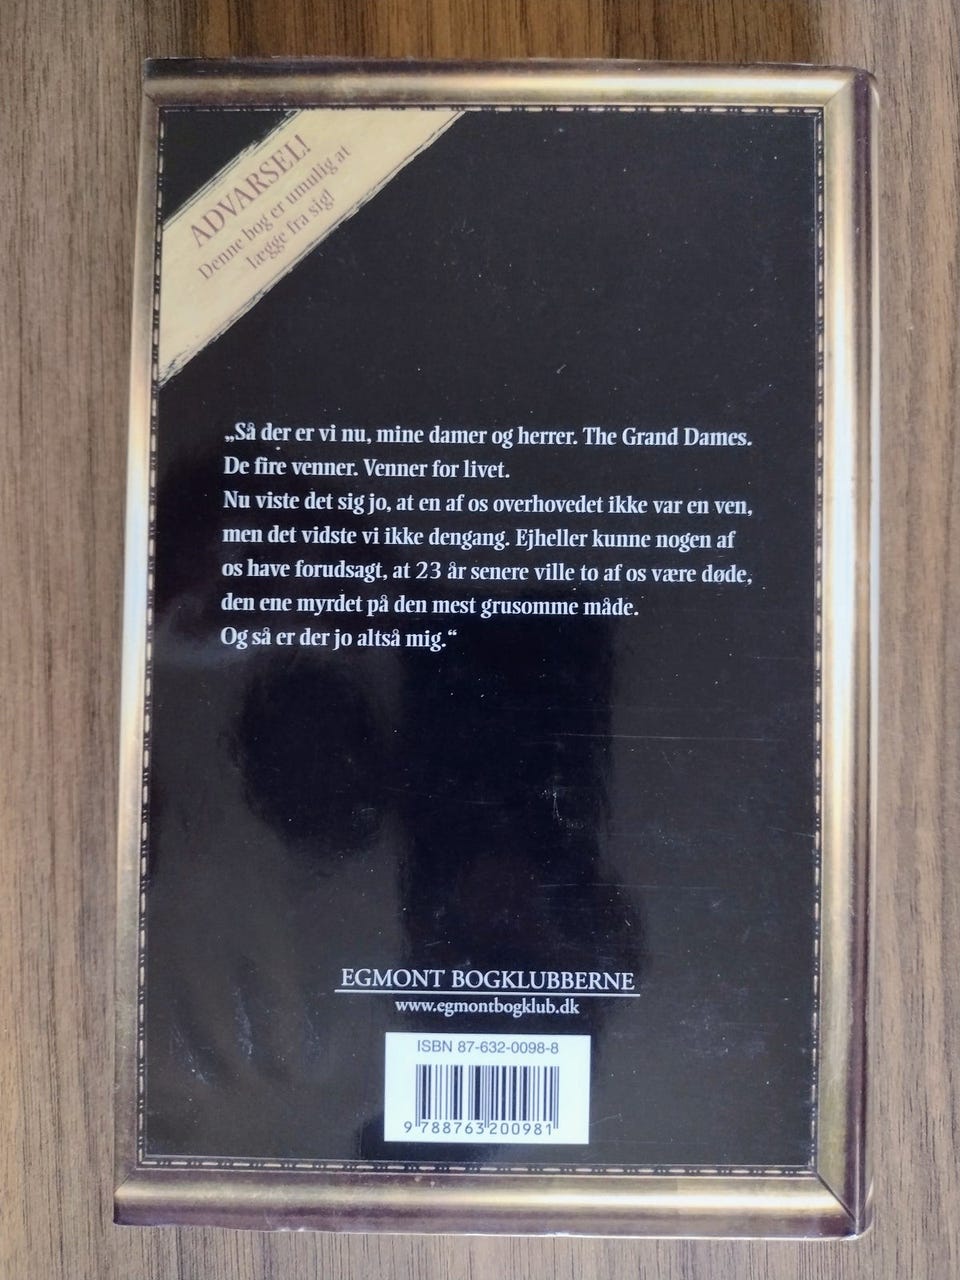 ADVARSEL!
Denne bog er umulig at
lægge fra sig!
„Så der er vi nu, mine damer og herrer. The Grand Dames.
De fire venner. Venner for livet.
Nu viste det sig jo, at en af os overhovedet ikke var en ven,
men det vidste vi ikke dengang. Ejheller kunne nogen af
os have forudsagt, at 23 år senere ville to af os være døde,
den ene myrdet på den mest grusomme måde.
Og så er der jo altså mig.“
EGMONT BOGKLUBBERNE
www.egmontbogklub.dk
ISBN 87-632-0098-8
9 788763 200981